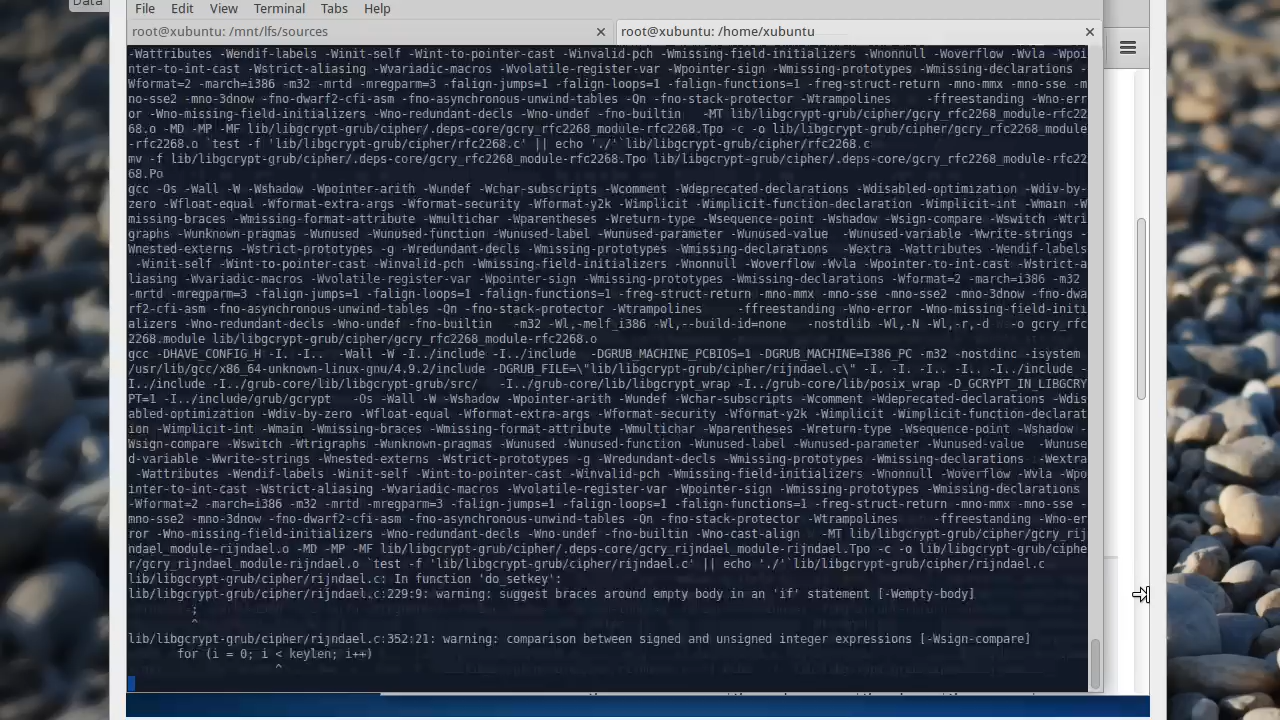 Data
File Edit View Terminal Tabs Help
root@xubuntu: /mnt/lfs/sources × root@xubuntu: /home/xubuntu ×
-Wattributes -Wendif-labels -Winit-self -Wint-to-pointer-cast -Winvalid-pch -Wmissing-field-initializers -Wnonnull -Woverflow -Wvla -Wpoi
nter-to-int-cast -Wstrict-aliasing -Wvariadic-macros -Wvolatile-register-var -Wpointer-sign -Wmissing-prototypes -Wmissing-declarations -
Wformat=2 -march=i386 -m32 -mrtd -mregparm=3 -falign-jumps=1 -falign-loops=1 -falign-functions=1 -freg-struct-return -mno-mmx -mno-sse -m
no-sse2 -mno-3dnow -fno-dwarf2-cfi-asm -fno-asynchronous-unwind-tables -Qn -fno-stack-protector -Wtrampolines -ffreestanding -Wno-err
or -Wno-missing-field-initializers -Wno-redundant-decls -Wno-undef -fno-builtin -MT lib/libgcrypt-grub/cipher/gcry_rfc2268_module-rfc22
68.o -MD -MP -MF lib/libgcrypt-grub/cipher/.deps-core/gcry_rfc2268_module-rfc2268.Tpo -c -o lib/libgcrypt-grub/cipher/gcry_rfc2268_module
-rfc2268.o `test -f 'lib/libgcrypt-grub/cipher/rfc2268.c' || echo './'`lib/libgcrypt-grub/cipher/rfc2268.c
mv -f lib/libgcrypt-grub/cipher/.deps-core/gcry_rfc2268_module-rfc2268.Tpo lib/libgcrypt-grub/cipher/.deps-core/gcry_rfc2268_module-rfc22
68.Po
gcc -Os -Wall -W -Wshadow -Wpointer-arith -Wundef -Wchar-subscripts -Wcomment -Wdeprecated-declarations -Wdisabled-optimization -Wdiv-by-
zero -Wfloat-equal -Wformat-extra-args -Wformat-security -Wformat-y2k -Wimplicit -Wimplicit-function-declaration -Wimplicit-int -Wmain -W
missing-braces -Wmissing-format-attribute -Wmultichar -Wparentheses -Wreturn-type -Wsequence-point -Wshadow -Wsign-compare -Wswitch -Wtri
graphs -Wunknown-pragmas -Wunused -Wunused-function -Wunused-label -Wunused-parameter -Wunused-value -Wunused-variable -Wwrite-strings -
Wnested-externs -Wstrict-prototypes -g -Wredundant-decls -Wmissing-prototypes -Wmissing-declarations -Wextra -Wattributes -Wendif-labels
-Winit-self -Wint-to-pointer-cast -Winvalid-pch -Wmissing-field-initializers -Wnonnull -Woverflow -Wvla -Wpointer-to-int-cast -Wstrict-a
liasing -Wvariadic-macros -Wvolatile-register-var -Wpointer-sign -Wmissing-prototypes -Wmissing-declarations -Wformat=2 -march=i386 -m32
-mrtd -mregparm=3 -falign-jumps=1 -falign-loops=1 -falign-functions=1 -freg-struct-return -mno-mmx -mno-sse -mno-sse2 -mno-3dnow -fno-dwa
rf2-cfi-asm -fno-asynchronous-unwind-tables -Qn -fno-stack-protector -Wtrampolines -ffreestanding -Wno-error -Wno-missing-field-initi
alizers -Wno-redundant-decls -Wno-undef -fno-builtin -m32 -Wl,-melf_i386 -Wl,--build-id=none -nostdlib -Wl,-N -Wl,-r,-d -o gcry_rfc
2268.module lib/libgcrypt-grub/cipher/gcry_rfc2268_module-rfc2268.o
gcc -DHAVE_CONFIG_H -I. -I.. -Wall -W -I../include -I../include -DGRUB_MACHINE_PCBIOS=1 -DGRUB_MACHINE=I386_PC -m32 -nostdinc -isystem
/usr/lib/gcc/x86_64-unknown-linux-gnu/4.9.2/include -DGRUB_FILE=\"lib/libgcrypt-grub/cipher/rijndael.c\" -I. -I. -I.. -I.. -I../include -
I../include -I../grub-core/lib/libgcrypt-grub/src/ -I../grub-core/lib/libgcrypt_wrap -I../grub-core/lib/posix_wrap -D_GCRYPT_IN_LIBGCRY
PT=1 -I../include/grub/gcrypt -Os -Wall -W -Wshadow -Wpointer-arith -Wundef -Wchar-subscripts -Wcomment -Wdeprecated-declarations -Wdis
abled-optimization -Wdiv-by-zero -Wfloat-equal -Wformat-extra-args -Wformat-security -Wformat-y2k -Wimplicit -Wimplicit-function-declarat
ion -Wimplicit-int -Wmain -Wmissing-braces -Wmissing-format-attribute -Wmultichar -Wparentheses -Wreturn-type -Wsequence-point -Wshadow -
Wsign-compare -Wswitch -Wtrigraphs -Wunknown-pragmas -Wunused -Wunused-function -Wunused-label -Wunused-parameter -Wunused-value -Wunuse
d-variable -Wwrite-strings -Wnested-externs -Wstrict-prototypes -g -Wredundant-decls -Wmissing-prototypes -Wmissing-declarations -Wextra
-Wattributes -Wendif-labels -Winit-self -Wint-to-pointer-cast -Winvalid-pch -Wmissing-field-initializers -Wnonnull -Woverflow -Wvla -Wpo
inter-to-int-cast -Wstrict-aliasing -Wvariadic-macros -Wvolatile-register-var -Wpointer-sign -Wmissing-prototypes -Wmissing-declarations
-Wformat=2 -march=i386 -m32 -mrtd -mregparm=3 -falign-jumps=1 -falign-loops=1 -falign-functions=1 -freg-struct-return -mno-mmx -mno-sse -
mno-sse2 -mno-3dnow -fno-dwarf2-cfi-asm -fno-asynchronous-unwind-tables -Qn -fno-stack-protector -Wtrampolines -ffreestanding -Wno-er
ror -Wno-missing-field-initializers -Wno-redundant-decls -Wno-undef -fno-builtin -Wno-cast-align -MT lib/libgcrypt-grub/cipher/gcry_rij
ndael_module-rijndael.o -MD -MP -MF lib/libgcrypt-grub/cipher/.deps-core/gcry_rijndael_module-rijndael.Tpo -c -o lib/libgcrypt-grub/ciphe
r/gcry_rijndael_module-rijndael.o `test -f 'lib/libgcrypt-grub/cipher/rijndael.c' || echo './'`lib/libgcrypt-grub/cipher/rijndael.c
lib/libgcrypt-grub/cipher/rijndael.c: In function 'do_setkey':
lib/libgcrypt-grub/cipher/rijndael.c:229:9: warning: suggest braces around empty body in an 'if' statement [-Wempty-body]
;
^
lib/libgcrypt-grub/cipher/rijndael.c:352:21: warning: comparison between signed and unsigned integer expressions [-Wsign-compare]
for (i = 0; i < keylen; i++)
^